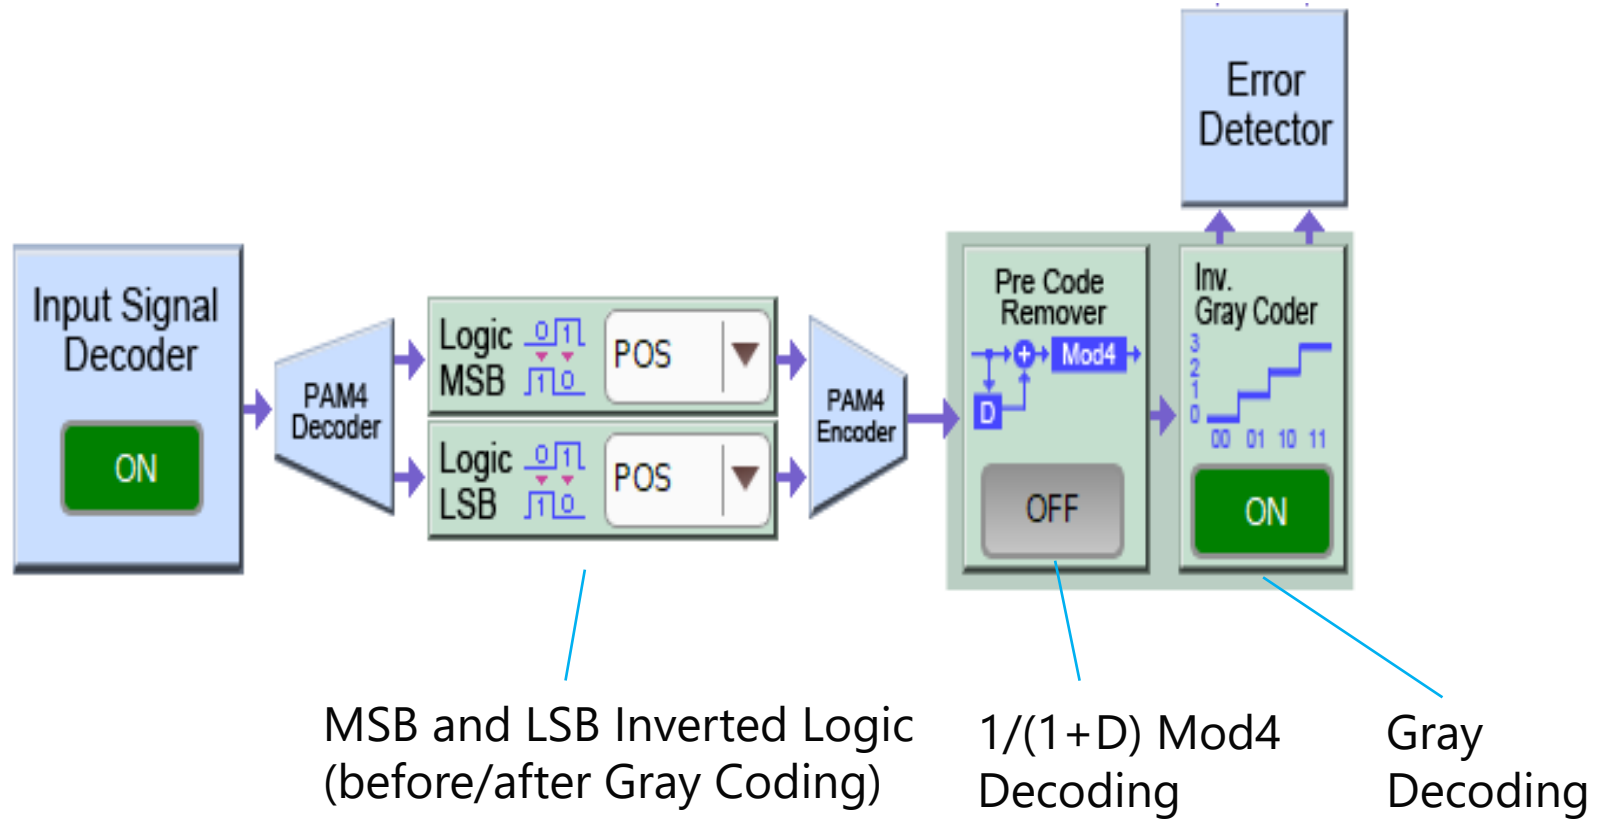 Error
Detector
Input Signal
Decoder
ON
PAM4
Decoder
Logic
MSB
0 1
1 0
POS
Logic
LSB
0 1
1 0
POS
PAM4
Encoder
Pre Code
Remover
+
Mod4
D
OFF
Inv.
Gray Coder
3
2
1
0
00 01 10 11
ON
MSB and LSB Inverted Logic
(before/after Gray Coding)
1/(1+D) Mod4
Decoding
Gray
Decoding